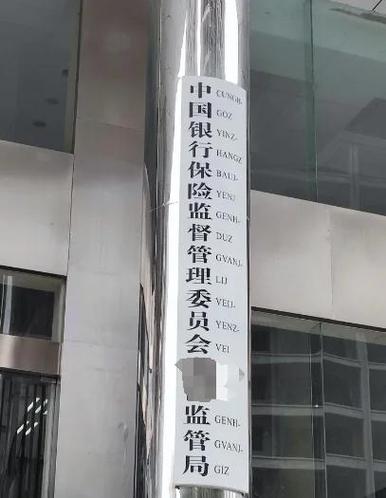 中国银行保险监督管理委员会
监管局
CUNGH-
GOZ
YINZ-
HANGZ
BAUJ-
YENJ
GENH-
DUZ
GVANJ-
LIJ
VEIJ-
YENZ-
VEI
GENH-
GVANJ-
GIZ